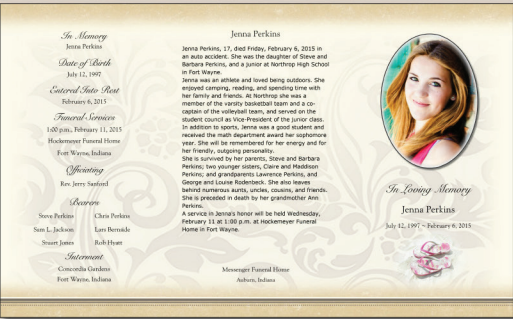 In Memory
Jenna Perkins
Date of Birth
July 12, 1997
Entered Into Rest
February 6, 2015
Funeral Services
1:00 p.m., February 11, 2015
Hockemeyer Funeral Home
Fort Wayne, Indiana
Officiating
Rev. Jerry Sanford
Bearers
Steve Perkins Chris Perkins
Sam L. Jackson Lars Bernside
Stuart Jones Rob Hyatt
Interment
Concordia Gardens
Fort Wayne, Indiana
Jenna Perkins
Jenna Perkins, 17, died Friday, February 6, 2015 in
an auto accident. She was the daughter of Steve and
Barbara Perkins, and a junior at Northrop High School
in Fort Wayne.
Jenna was an athlete and loved being outdoors. She
enjoyed camping, reading, and spending time with
her family and friends. At Northrop she was a
member of the varsity basketball team and a co-
captain of the volleyball team, and served on the
student council as Vice-President of the junior class.
In addition to sports, Jenna was a good student and
received the math department award her sophomore
year. She will be remembered for her energy and for
her friendly, outgoing personality.
She is survived by her parents, Steve and Barbara
Perkins; two younger sisters, Claire and Maddison
Perkins; and grandparents Lawrence Perkins, and
George and Louise Rodenbeck. She also leaves
behind numerous aunts, uncles, cousins, and friends.
She is preceded in death by her grandmother Ann
Perkins.
A service in Jenna's honor will be held Wednesday,
February 11 at 1:00 p.m. at Hockemeyer Funeral
Home in Fort Wayne.
Messenger Funeral Home
Auburn, Indiana
In Loving Memory
Jenna Perkins
July 12, 1997 ~ February 6, 2015